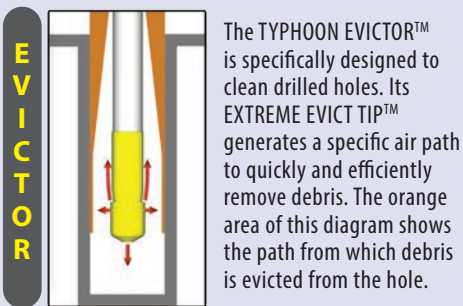 EVICTOR
The TYPHOON EVICTOR™
is specifically designed to
clean drilled holes. Its
EXTREME EVICT TIP™
generates a specific air path
to quickly and efficiently
remove debris. The orange
area of this diagram shows
the path from which debris
is evicted from the hole.